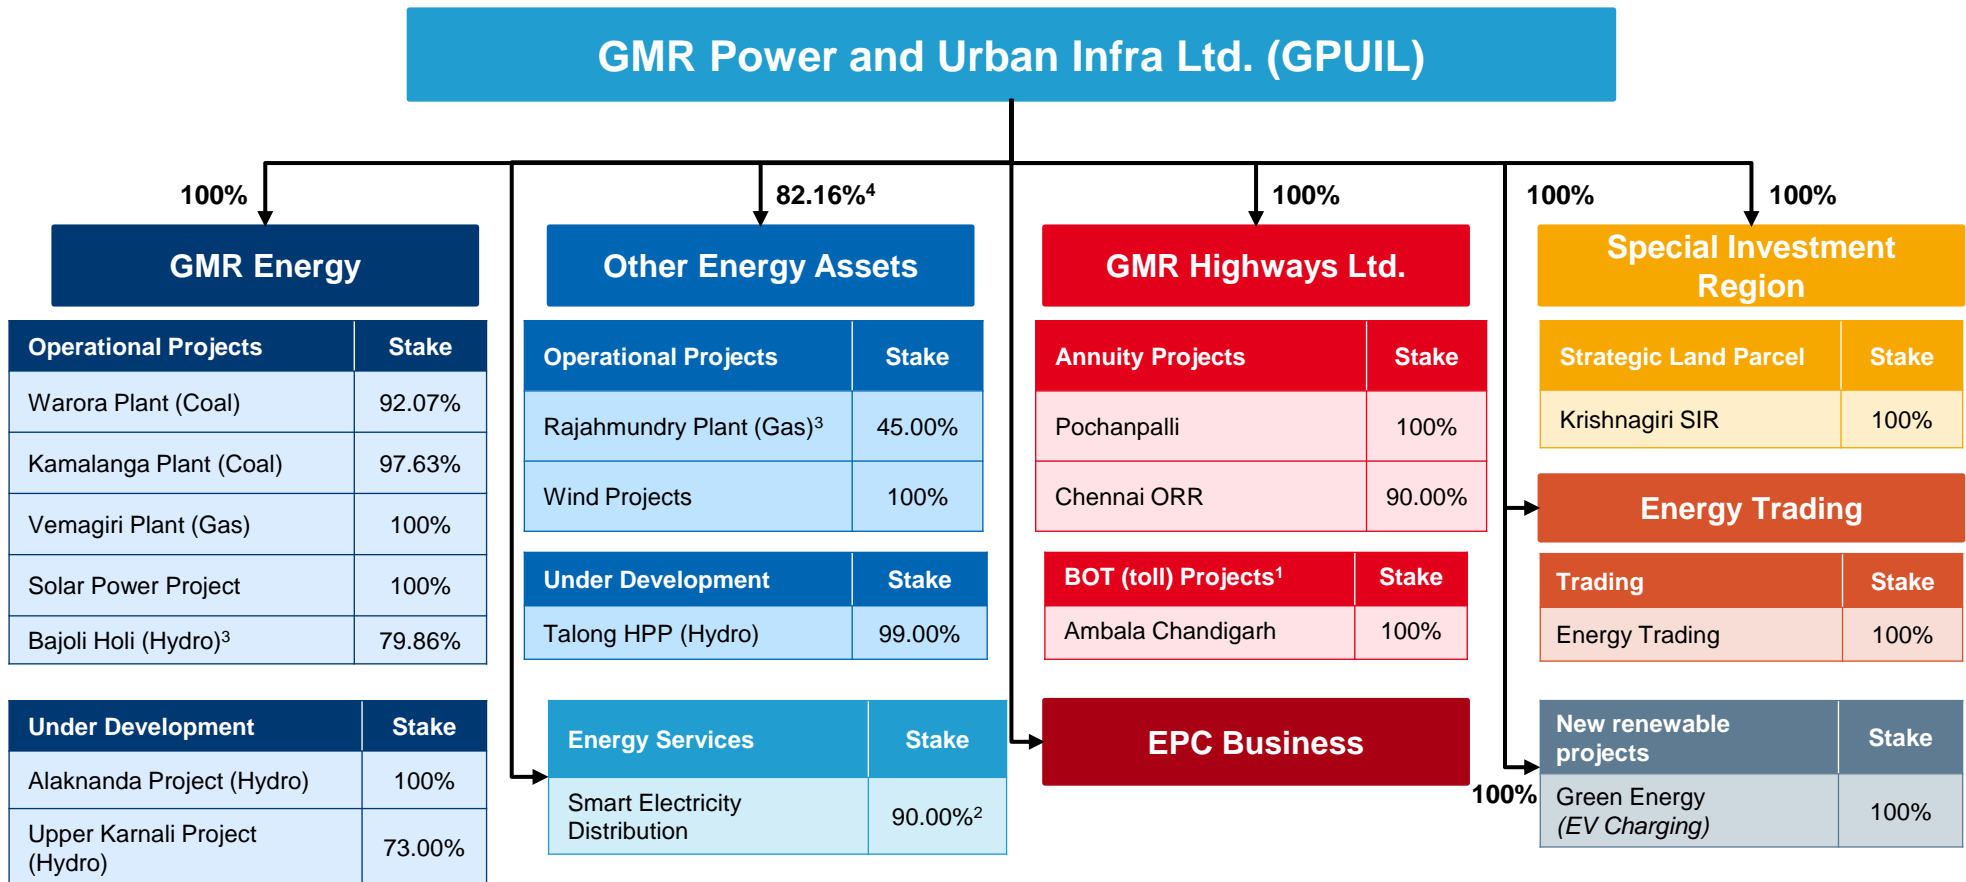 GMR Power and Urban Infra Ltd. (GPUIL)
100%
82.16%⁴
100%
100%
100%
GMR Energy
Operational Projects Stake
Warora Plant (Coal) 92.07%
Kamalanga Plant (Coal) 97.63%
Vemagiri Plant (Gas) 100%
Solar Power Project 100%
Bajoli Holi (Hydro)³ 79.86%
Under Development Stake
Alaknanda Project (Hydro) 100%
Upper Karnali Project
(Hydro) 73.00%
Other Energy Assets
Operational Projects Stake
Rajahmundry Plant (Gas)³ 45.00%
Wind Projects 100%
Under Development Stake
Talong HPP (Hydro) 99.00%
Energy Services Stake
Smart Electricity
Distribution 90.00%²
GMR Highways Ltd.
Annuity Projects Stake
Pochanpalli 100%
Chennai ORR 90.00%
BOT (toll) Projects¹ Stake
Ambala Chandigarh 100%
EPC Business
Special Investment
Region
Strategic Land Parcel Stake
Krishnagiri SIR 100%
Energy Trading
Trading Stake
Energy Trading 100%
100%
New renewable
projects Stake
Green Energy
(EV Charging) 100%